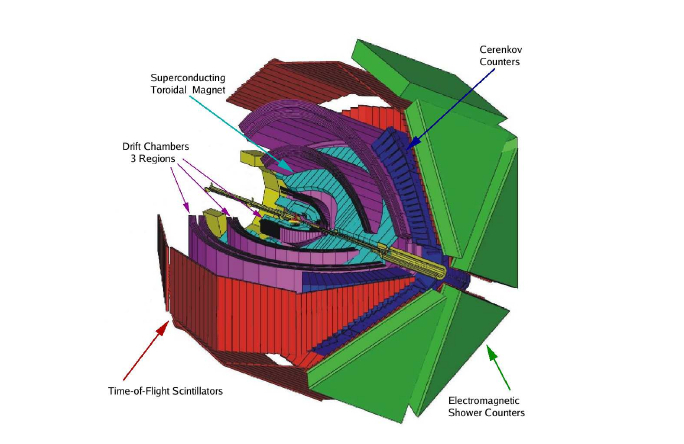 Cerenkov
Counters
Superconducting
Toroidal Magnet
Drift Chambers
3 Regions
Time-of-Flight Scintillators
Electromagnetic
Shower Counters